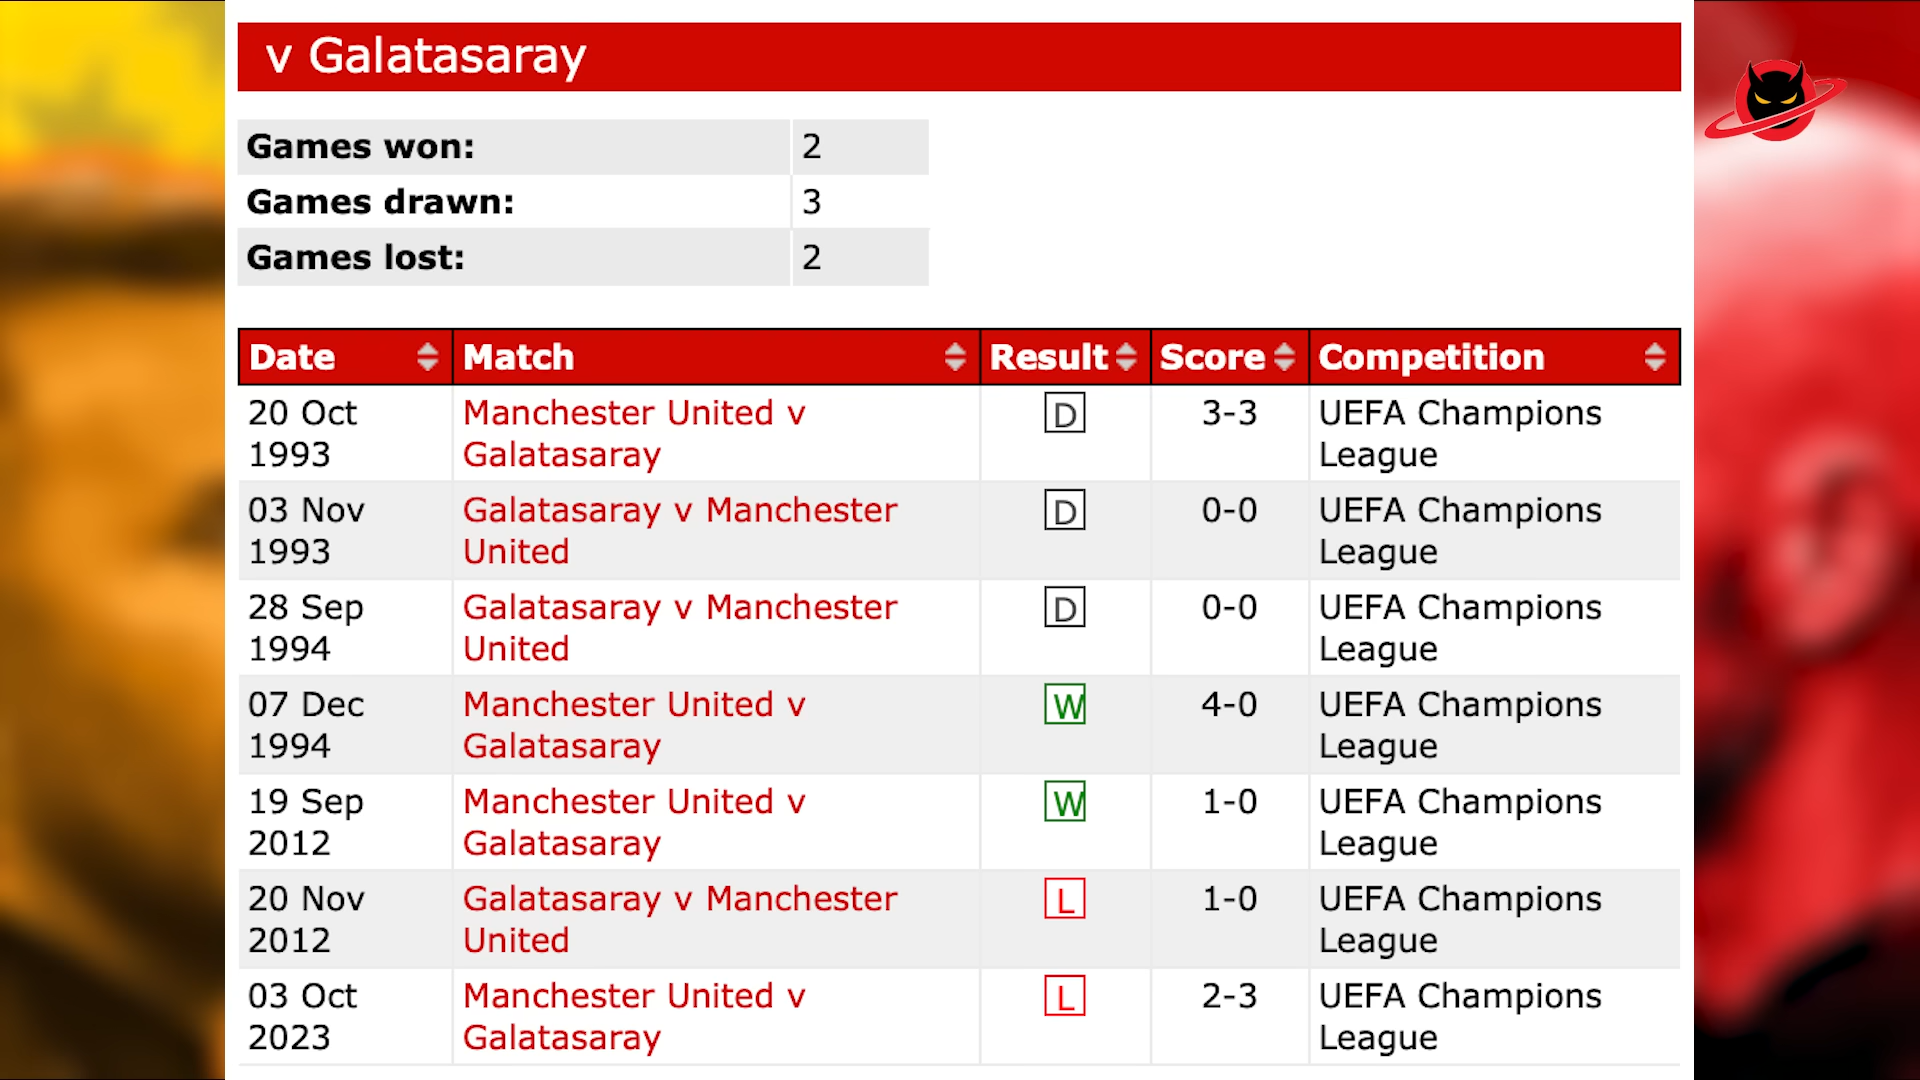 v Galatasaray
Games won: 2
Games drawn: 3
Games lost: 2
Date Match Result Score Competition
20 Oct Manchester United v D 3-3 UEFA Champions
1993 Galatasaray League
03 Nov Galatasaray v Manchester D 0-0 UEFA Champions
1993 United League
28 Sep Galatasaray v Manchester D 0-0 UEFA Champions
1994 United League
07 Dec Manchester United v W 4-0 UEFA Champions
1994 Galatasaray League
19 Sep Manchester United v W 1-0 UEFA Champions
2012 Galatasaray League
20 Nov Galatasaray v Manchester L 1-0 UEFA Champions
2012 United League
03 Oct Manchester United v L 2-3 UEFA Champions
2023 Galatasaray League